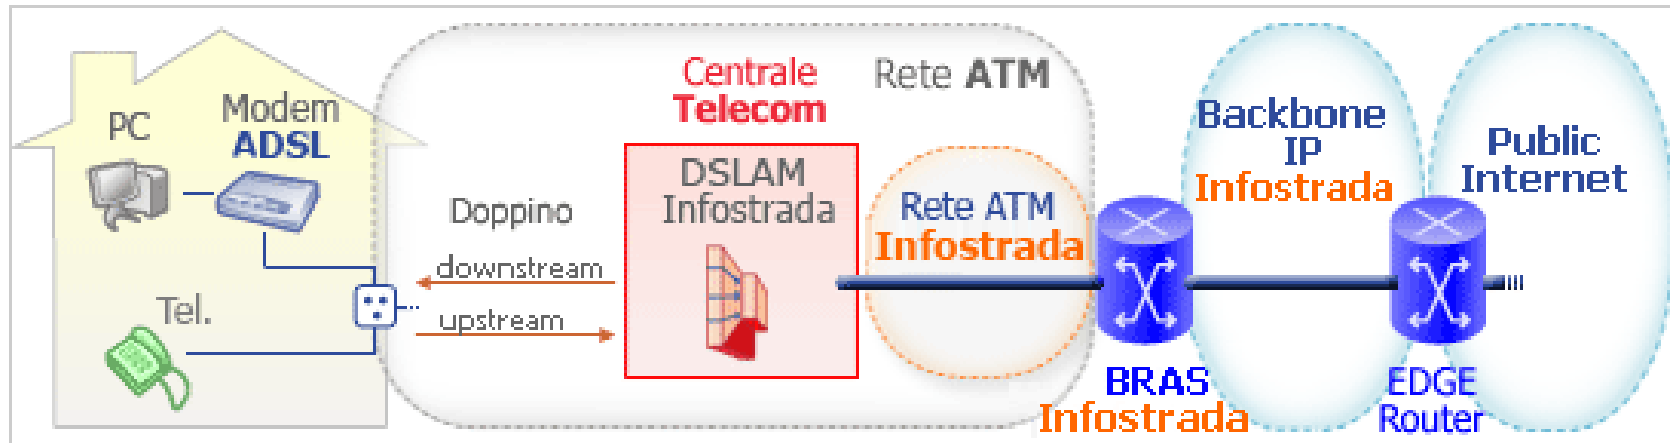 PC
Modem
ADSL
Tel.
Doppino
downstream
upstream
Centrale
Telecom
DSLAM
Infostrada
Rete ATM
Rete ATM
Infostrada
BRAS
Infostrada
Backbone
IP
Infostrada
EDGE
Router
Public
Internet